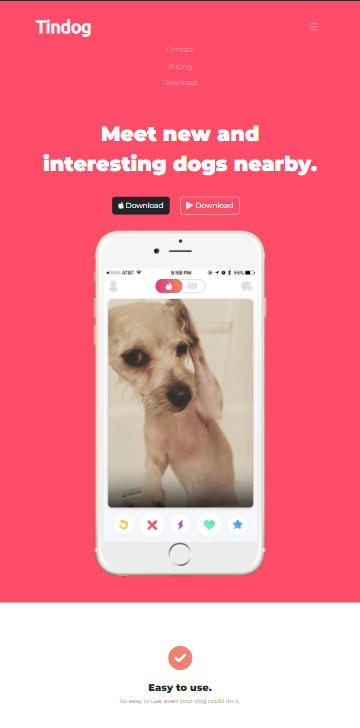 Tindog
Contact
Pricing
Download
Meet new and
interesting dogs nearby.
Download
Download
AT&T
5:58 PM
55%
Easy to use.
So easy to use, even your dog could do it.